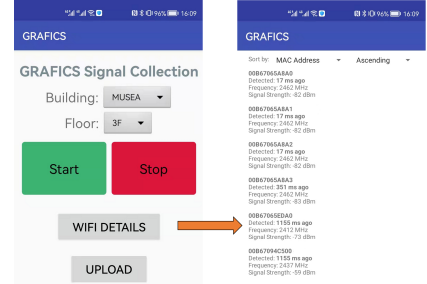 96% 16:09
GRAFICS
GRAFICS Signal Collection
Building: MUSEA
Floor: 3F
Start Stop
WIFI DETAILS
UPLOAD
96% 16:09
GRAFICS
Sort by: MAC Address Ascending
00B67065A8A0
Detected: 17 ms ago
Frequency: 2462 MHz
Signal Strength: -82 dBm
00B67065A8A1
Detected: 17 ms ago
Frequency: 2462 MHz
Signal Strength: -82 dBm
00B67065A8A2
Detected: 17 ms ago
Frequency: 2462 MHz
Signal Strength: -82 dBm
00B67065A8A3
Detected: 351 ms ago
Frequency: 2462 MHz
Signal Strength: -83 dBm
00B67065EDA0
Detected: 1155 ms ago
Frequency: 2412 MHz
Signal Strength: -73 dBm
00B67094C500
Detected: 1155 ms ago
Frequency: 2437 MHz
Signal Strength: -59 dBm